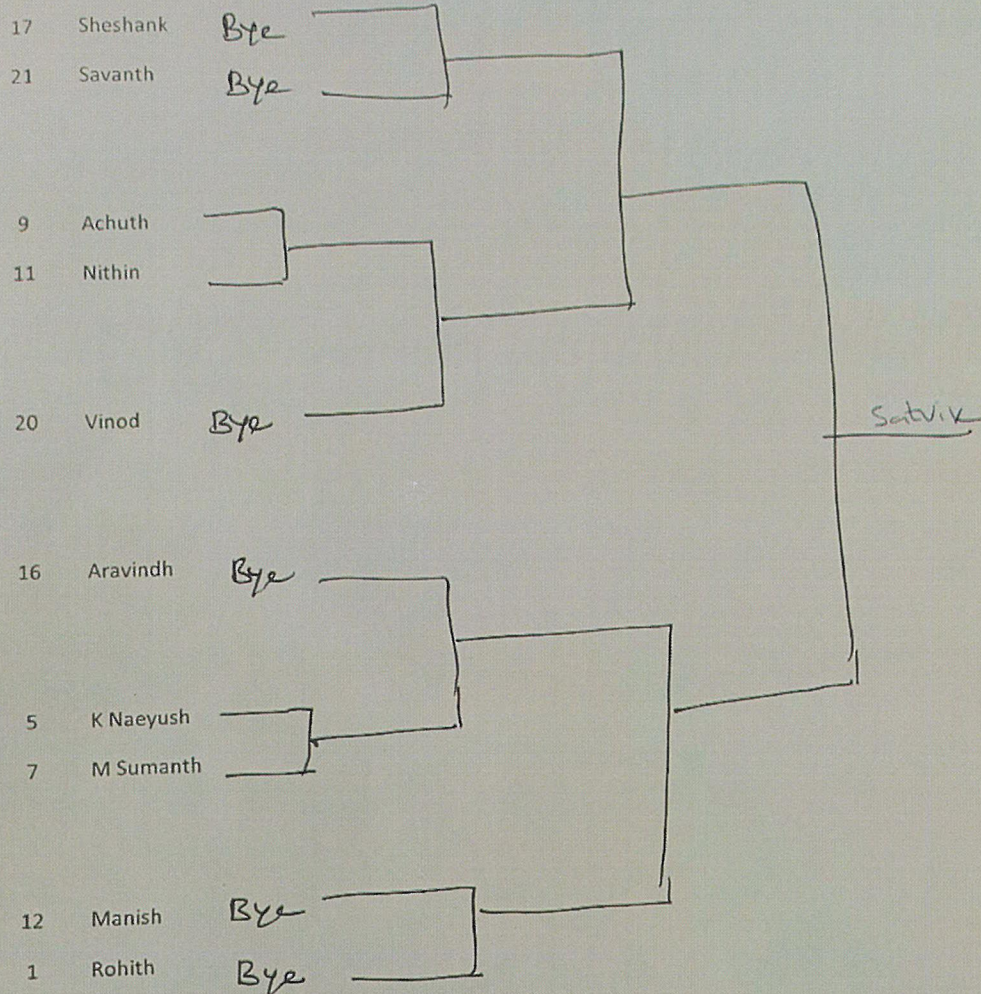 17 Sheshank Bye
21 Savanth Bye
9 Achuth
11 Nithin
20 Vinod Bye
Satvik
16 Aravindh Bye
5 K Naeyush
7 M Sumanth
12 Manish Bye
1 Rohith Bye